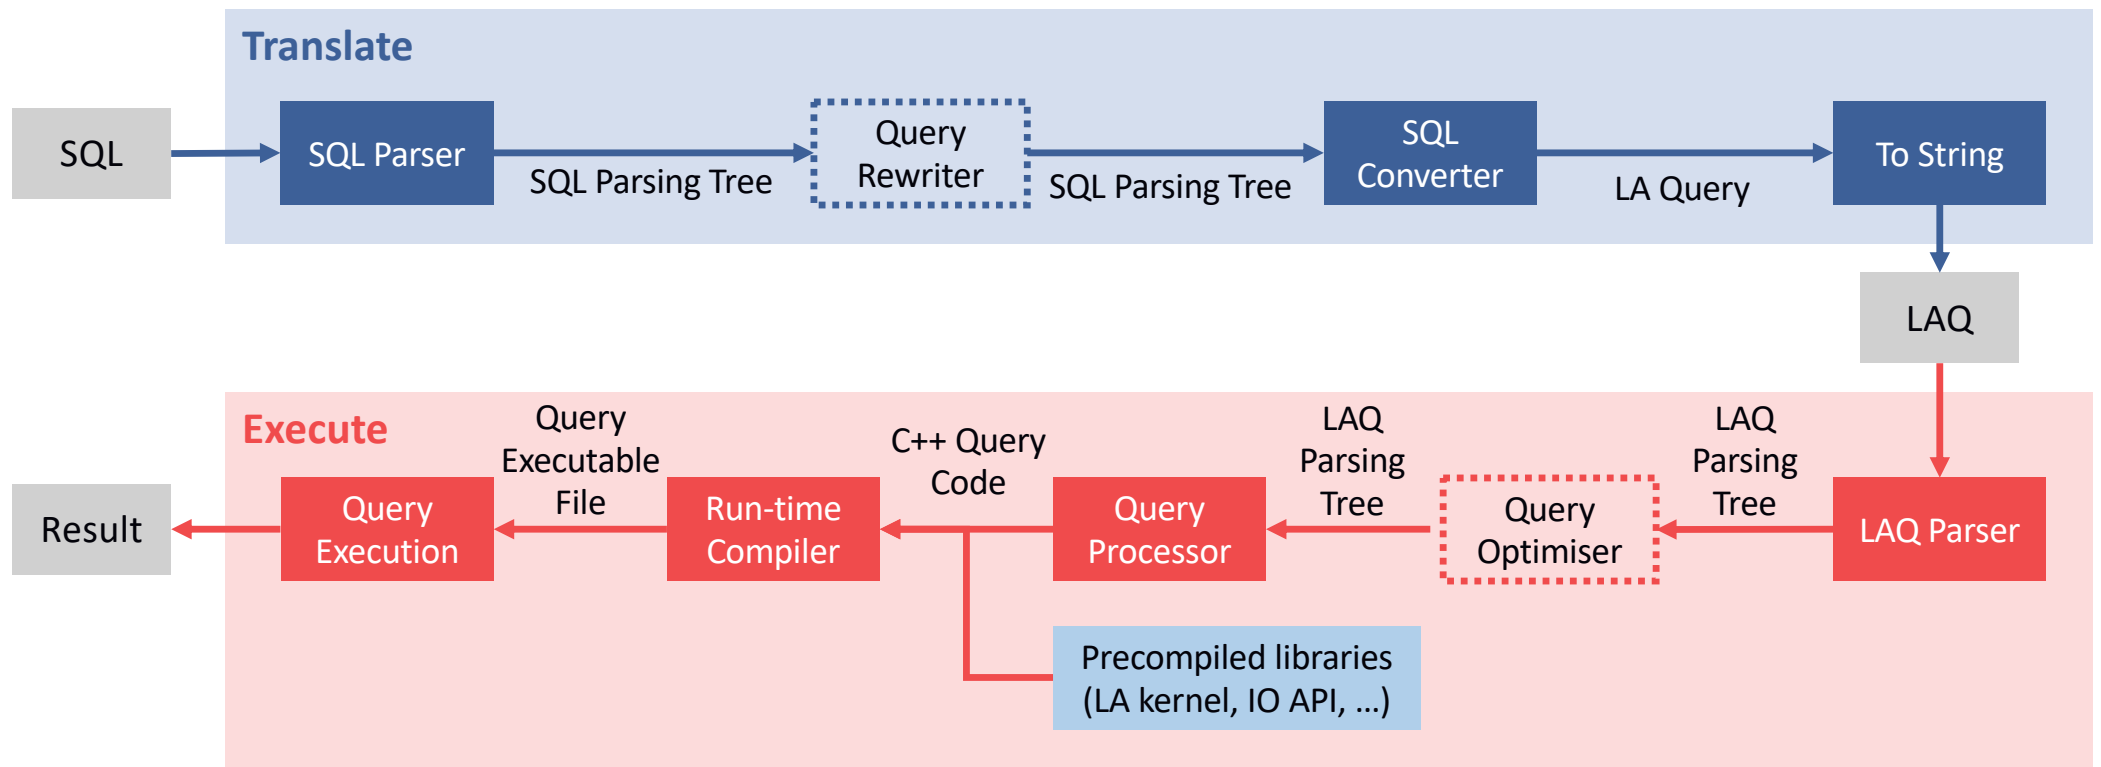 Translate
SQL
SQL Parser
SQL Parsing Tree
Query
Rewriter
SQL Parsing Tree
SQL
Converter
LA Query
To String
LAQ
Execute
LAQ
Parsing
Tree
LAQ Parser
Query
Optimiser
LAQ
Parsing
Tree
Query
Processor
C++ Query
Code
Precompiled libraries
(LA kernel, IO API, ...)
Run-time
Compiler
Query
Executable
File
Query
Execution
Result